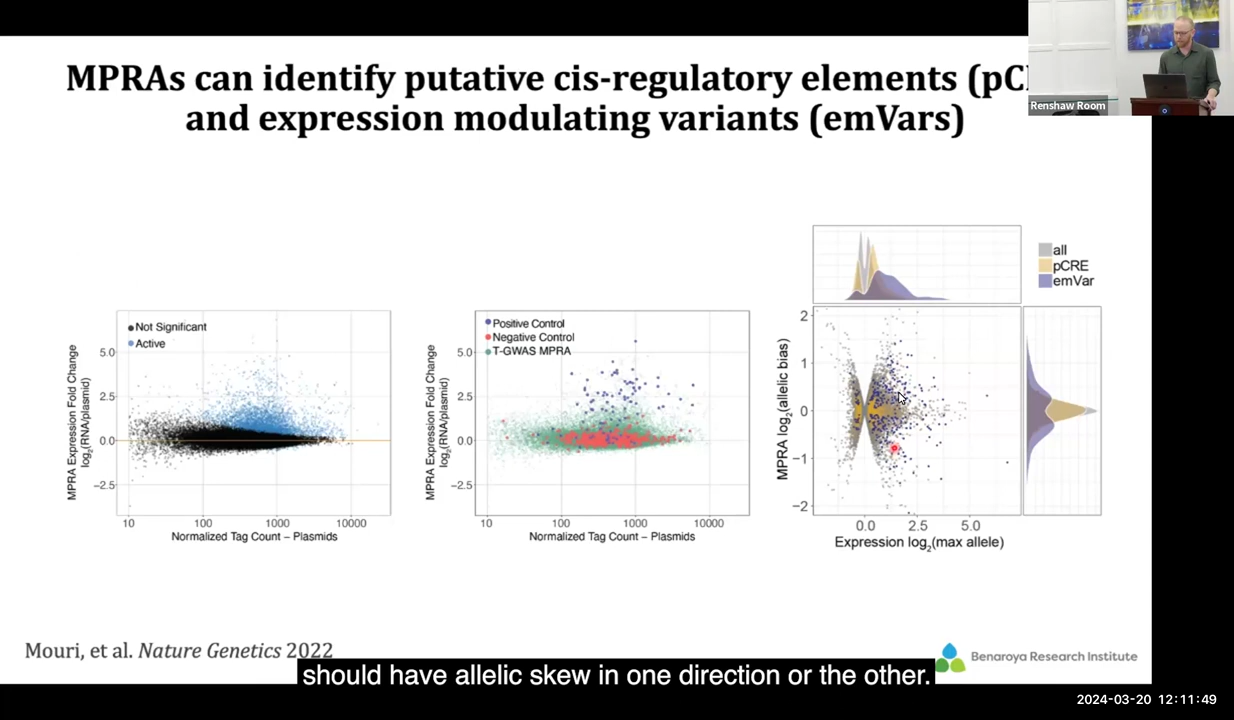 MPRAs can identify putative cis-regulatory elements (pC
and expression modulating variants (emVars)
Renshaw Room
Not Significant
Active
MPRA Expression Fold Change
log2(RNA/plasmid)
5.0
2.5
0.0
−2.5
10
100
1000
10000
Normalized Tag Count − Plasmids
Positive Control
Negative Control
T-GWAS MPRA
MPRA Expression Fold Change
log2(RNA/plasmid)
5.0
2.5
0.0
−2.5
10
100
1000
10000
Normalized Tag Count − Plasmids
all
pCRE
emVar
MPRA log2(allelic bias)
2
1
0
−1
−2
0.0
2.5
5.0
Expression log2(max allele)
Mouri, et al. Nature Genetics 2022
Benaroya Research Institute
should have allelic skew in one direction or the other.
2024-03-20 12:11:49